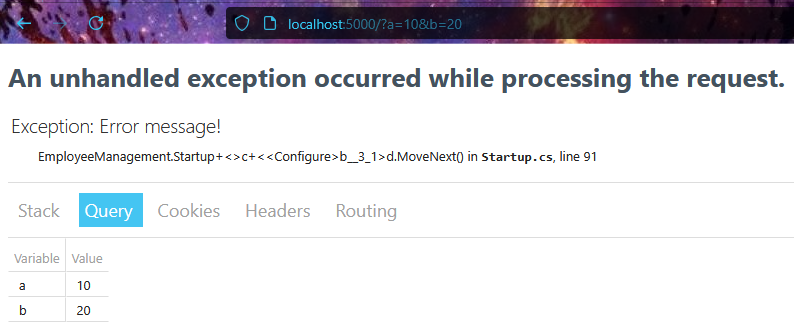 localhost:5000/?a=10&b=20
An unhandled exception occurred while processing the request.
Exception: Error message!
EmployeeManagement.Startup+<>c+<<Configure>b__3_1>d.MoveNext() in Startup.cs, line 91
Stack Query Cookies Headers Routing
Variable Value
a 10
b 20